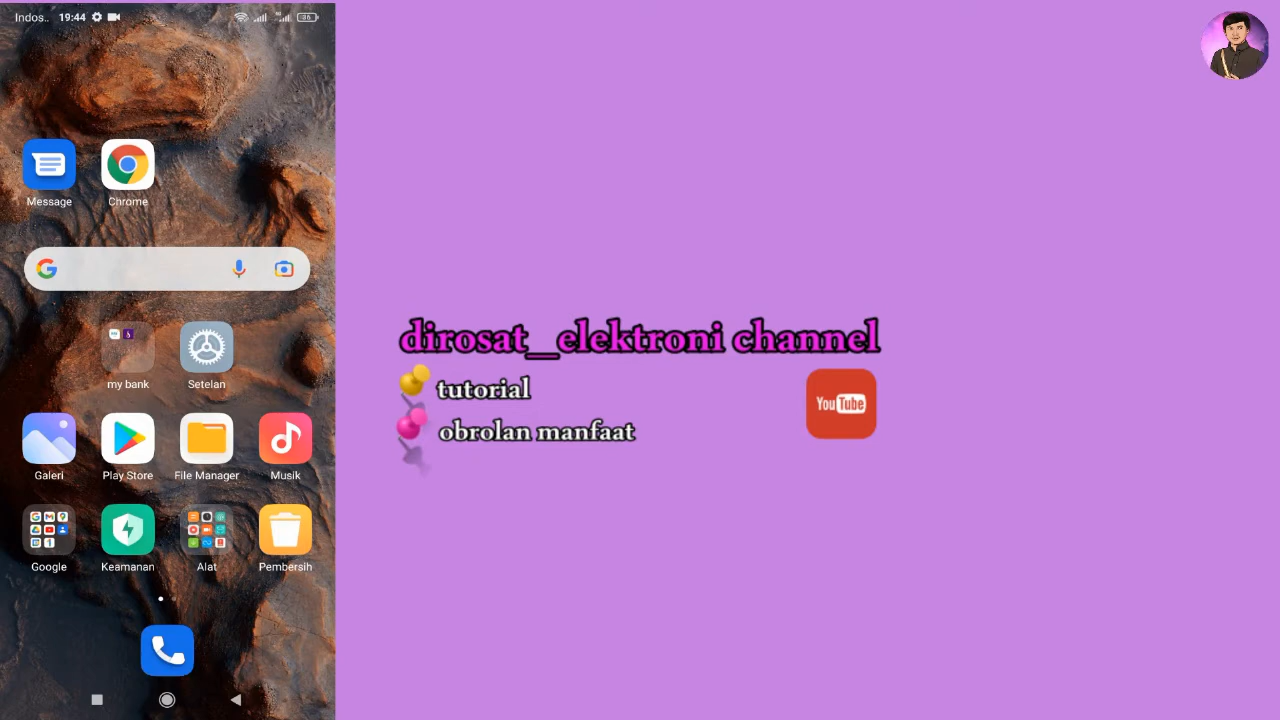 Indos.. 19:44
36
Message Chrome
my bank Setelan
Galeri Play Store File Manager Musik
Google Keamanan Alat Pembersih
dirosat_elektroni channel
tutorial
obrolan manfaat
YouTube